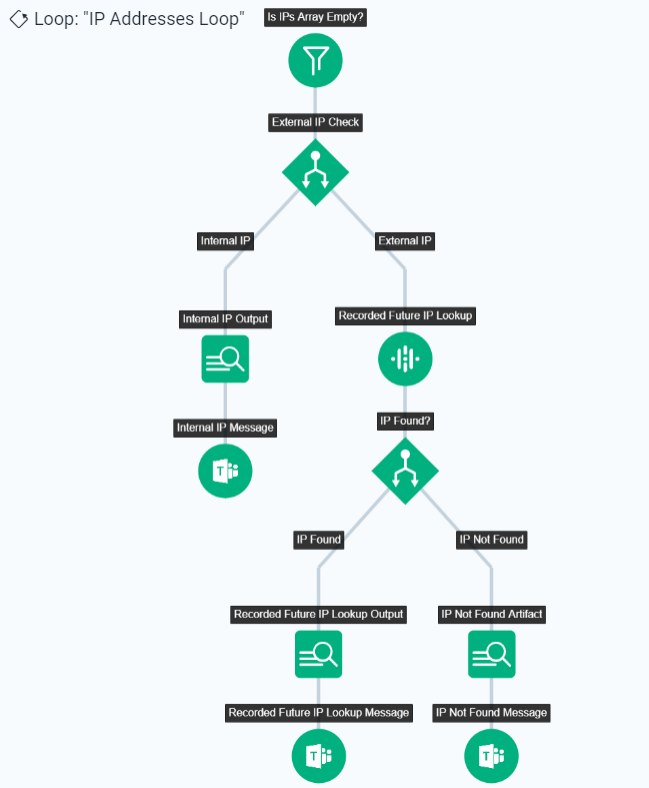 Loop: "IP Addresses Loop"
Is IPs Array Empty?
External IP Check
Internal IP
External IP
Internal IP Output
Recorded Future IP Lookup
Internal IP Message
IP Found?
T
IP Found
IP Not Found
Recorded Future IP Lookup Output
IP Not Found Artifact
Recorded Future IP Lookup Message
IP Not Found Message
T
T